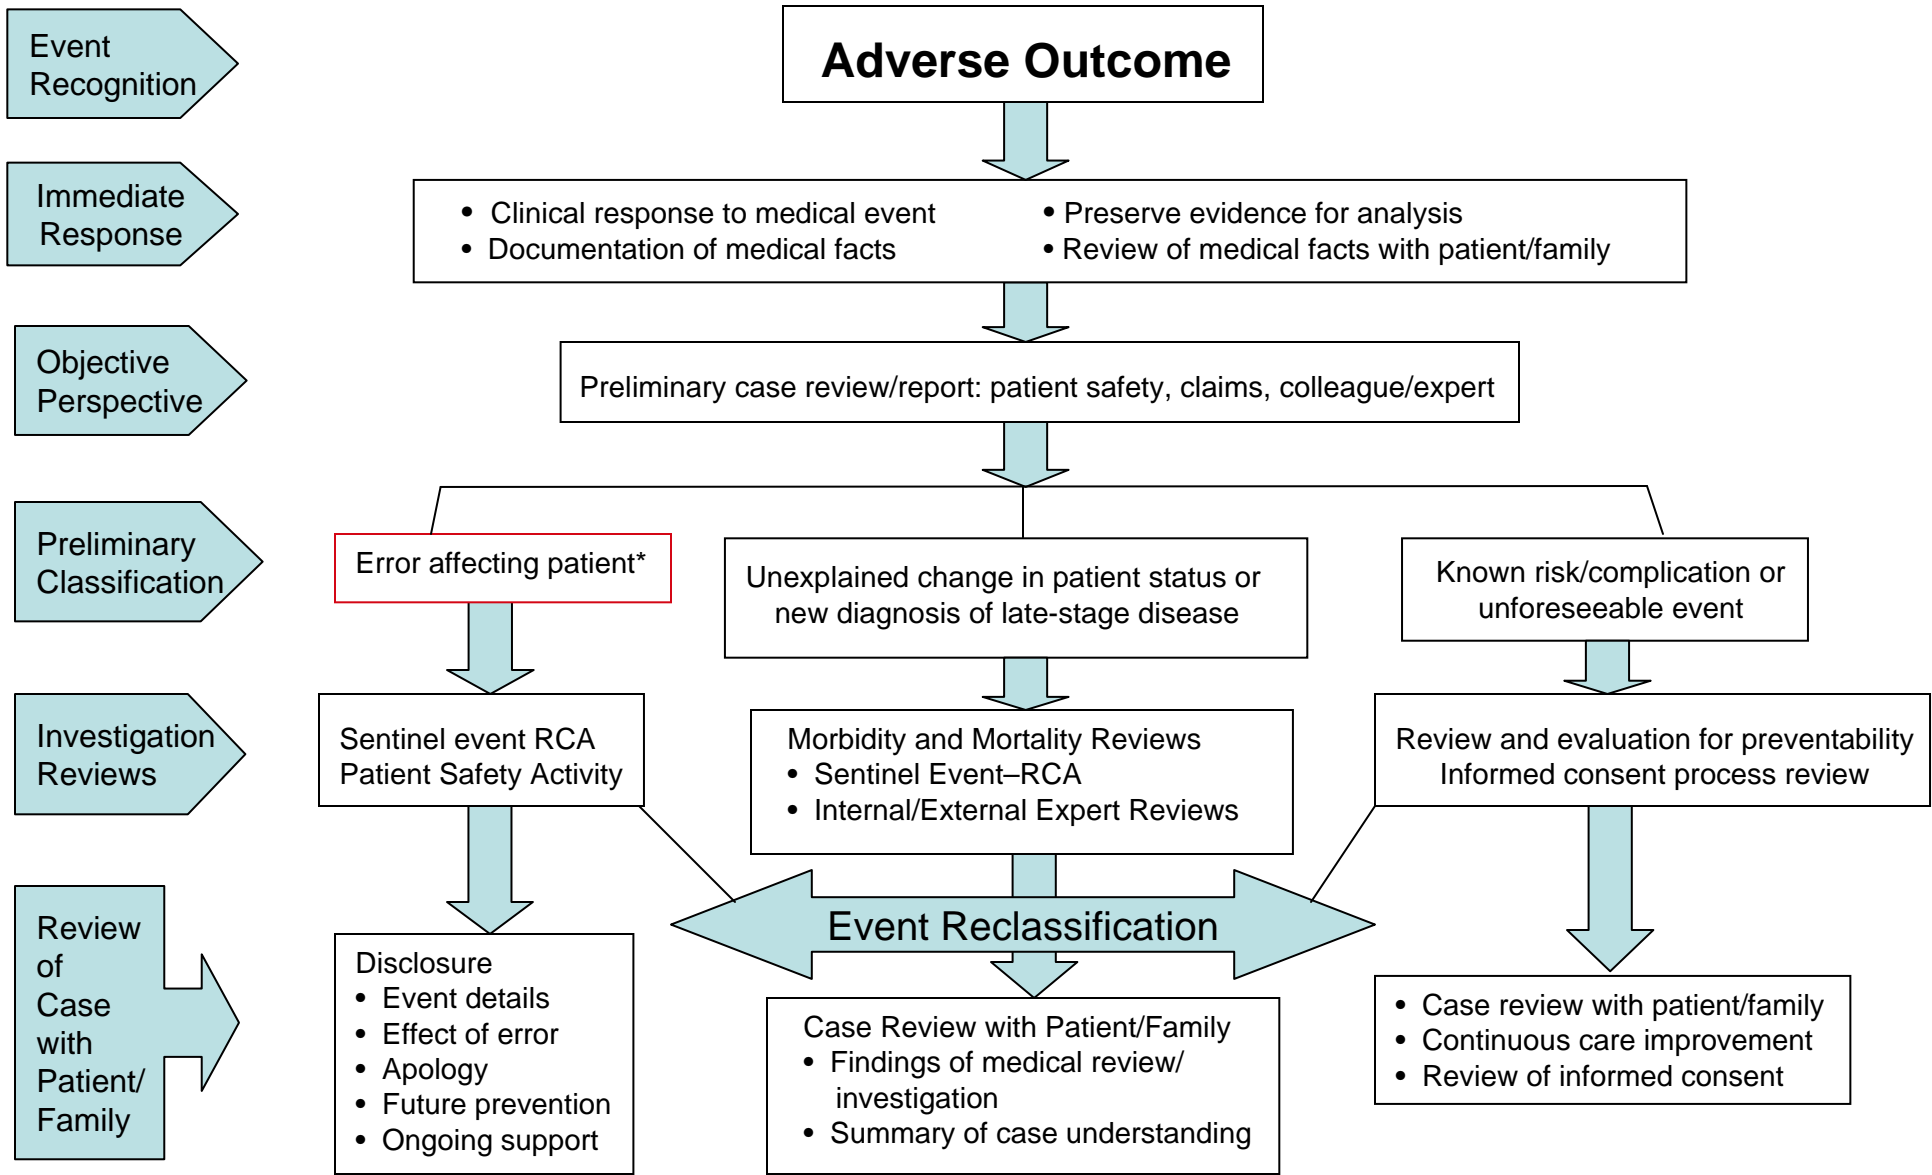 Event
Recognition
Adverse Outcome
Immediate
Response
• Clinical response to medical event
• Documentation of medical facts
• Preserve evidence for analysis
• Review of medical facts with patient/family
Objective
Perspective
Preliminary case review/report: patient safety, claims, colleague/expert
Preliminary
Classification
Error affecting patient*
Unexplained change in patient status or
new diagnosis of late-stage disease
Known risk/complication or
unforeseeable event
Investigation
Reviews
Sentinel event RCA
Patient Safety Activity
Morbidity and Mortality Reviews
• Sentinel Event–RCA
• Internal/External Expert Reviews
Review and evaluation for preventability
Informed consent process review
Event Reclassification
Review
of
Case
with
Patient/
Family
Disclosure
• Event details
• Effect of error
• Apology
• Future prevention
• Ongoing support
Case Review with Patient/Family
• Findings of medical review/
investigation
• Summary of case understanding
• Case review with patient/family
• Continuous care improvement
• Review of informed consent